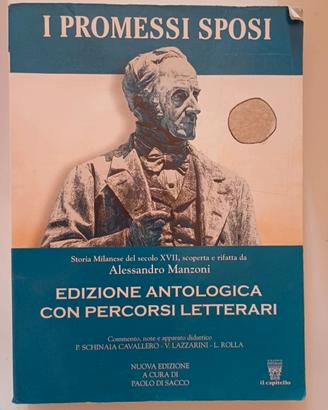 I PROMESSI SPOSI
Storia Milanese del secolo XVII, scoperta e rifatta da
Alessandro Manzoni
EDIZIONE ANTOLOGICA
CON PERCORSI LETTERARI
Commento, note e apparato didattico
P. SCHINAIA CAVALLERO - V. LAZZARINI - L. ROLLA
NUOVA EDIZIONE
A CURA DI
PAOLO DI SACCO
il capitello